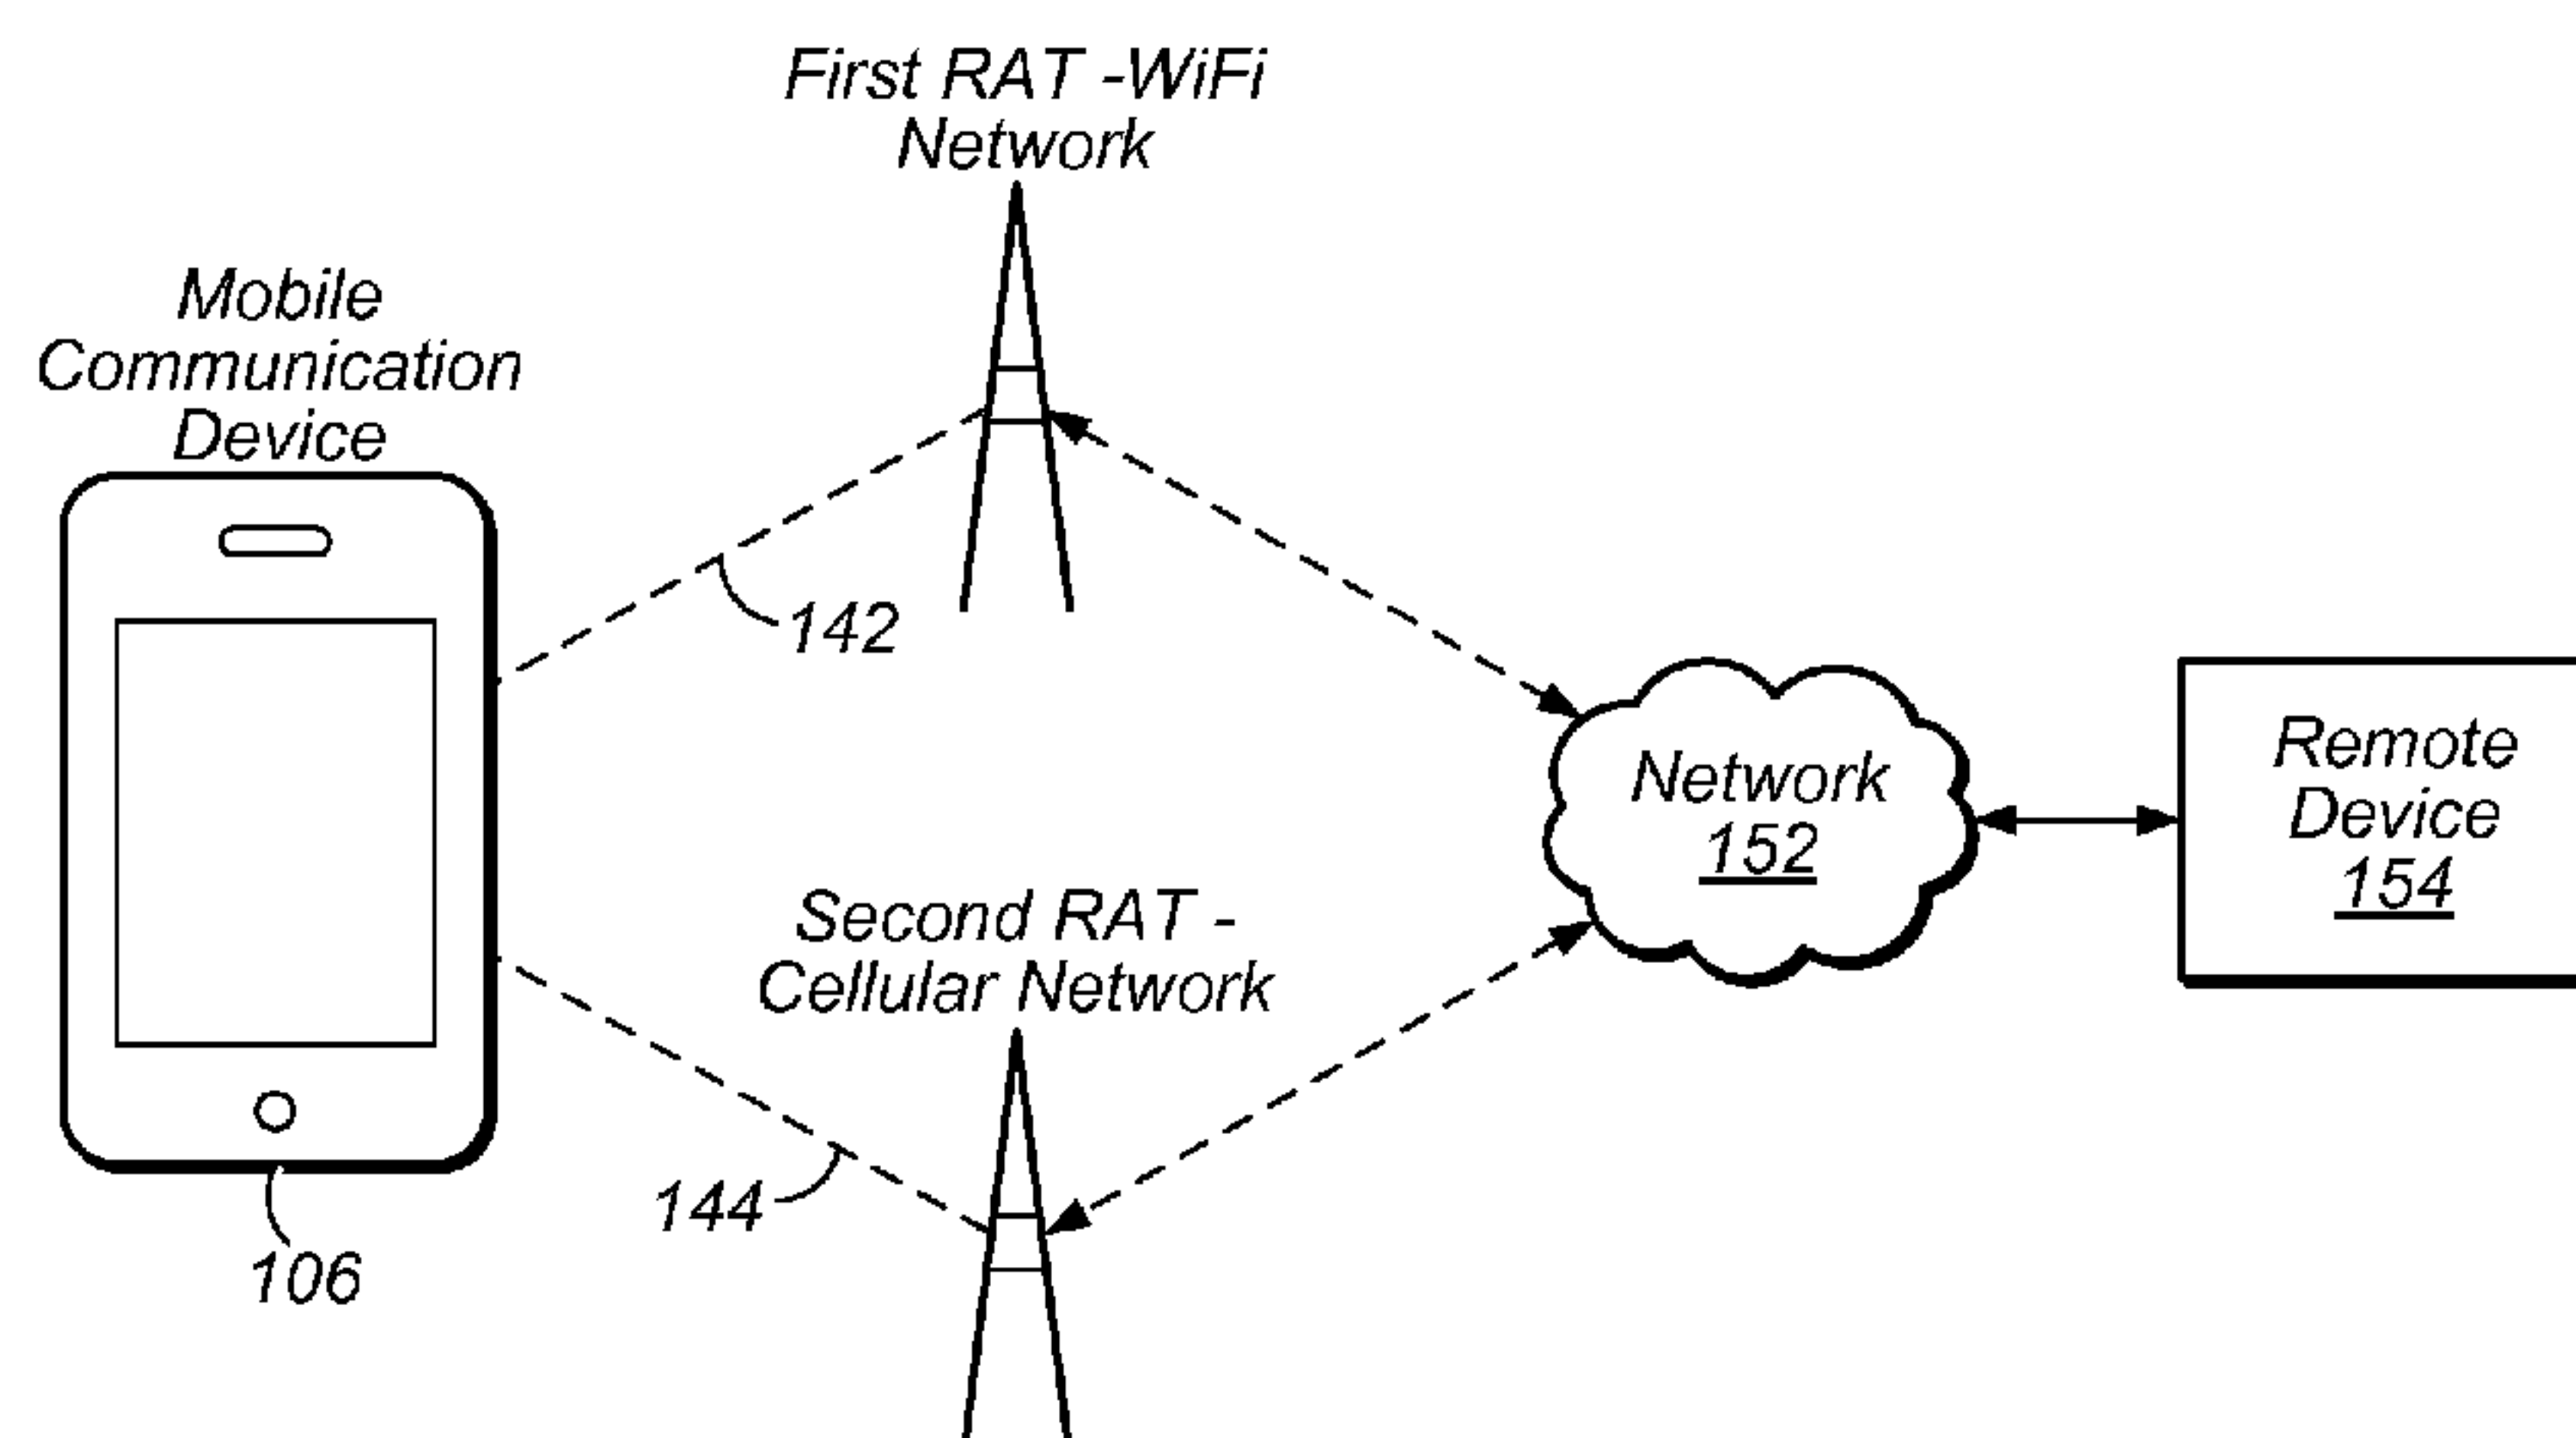 First RAT -WiFi
Network
Mobile
Communication
Device
142
Network
152
Remote
Device
154
Second RAT -
Cellular Network
144
106